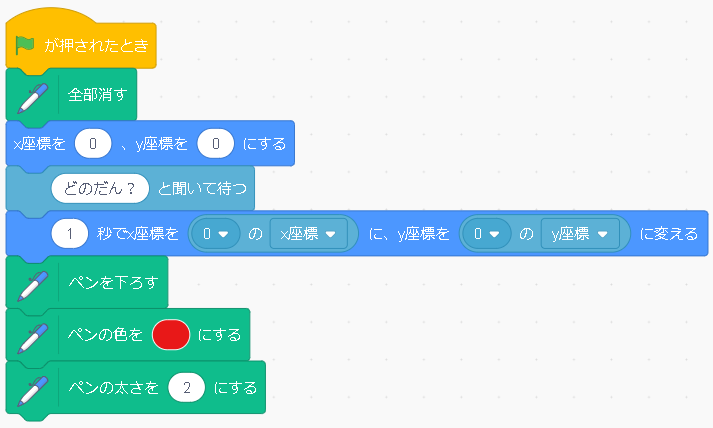 が押されたとき
全部消す
x座標を 0 、y座標を 0 にする
どのだん？ と聞いて待つ
1 秒でx座標を 0 の x座標 に、y座標を 0 の y座標 に変える
ペンを下ろす
ペンの色を にする
ペンの太さを 2 にする